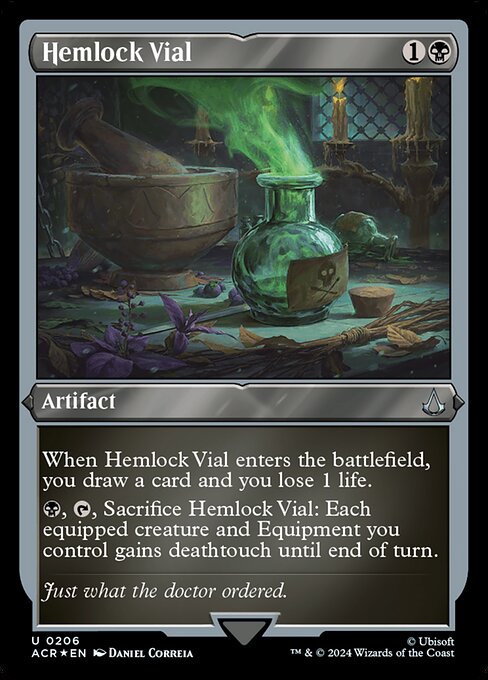 Hemlock Vial 1
Artifact
When Hemlock Vial enters the battlefield,
you draw a card and you lose 1 life.
, , Sacrifice Hemlock Vial: Each
equipped creature and Equipment you
control gains deathtouch until end of turn.
Just what the doctor ordered.
U 0206
ACR★EN Daniel Correia
© Ubisoft
™ & © 2024 Wizards of the Coast